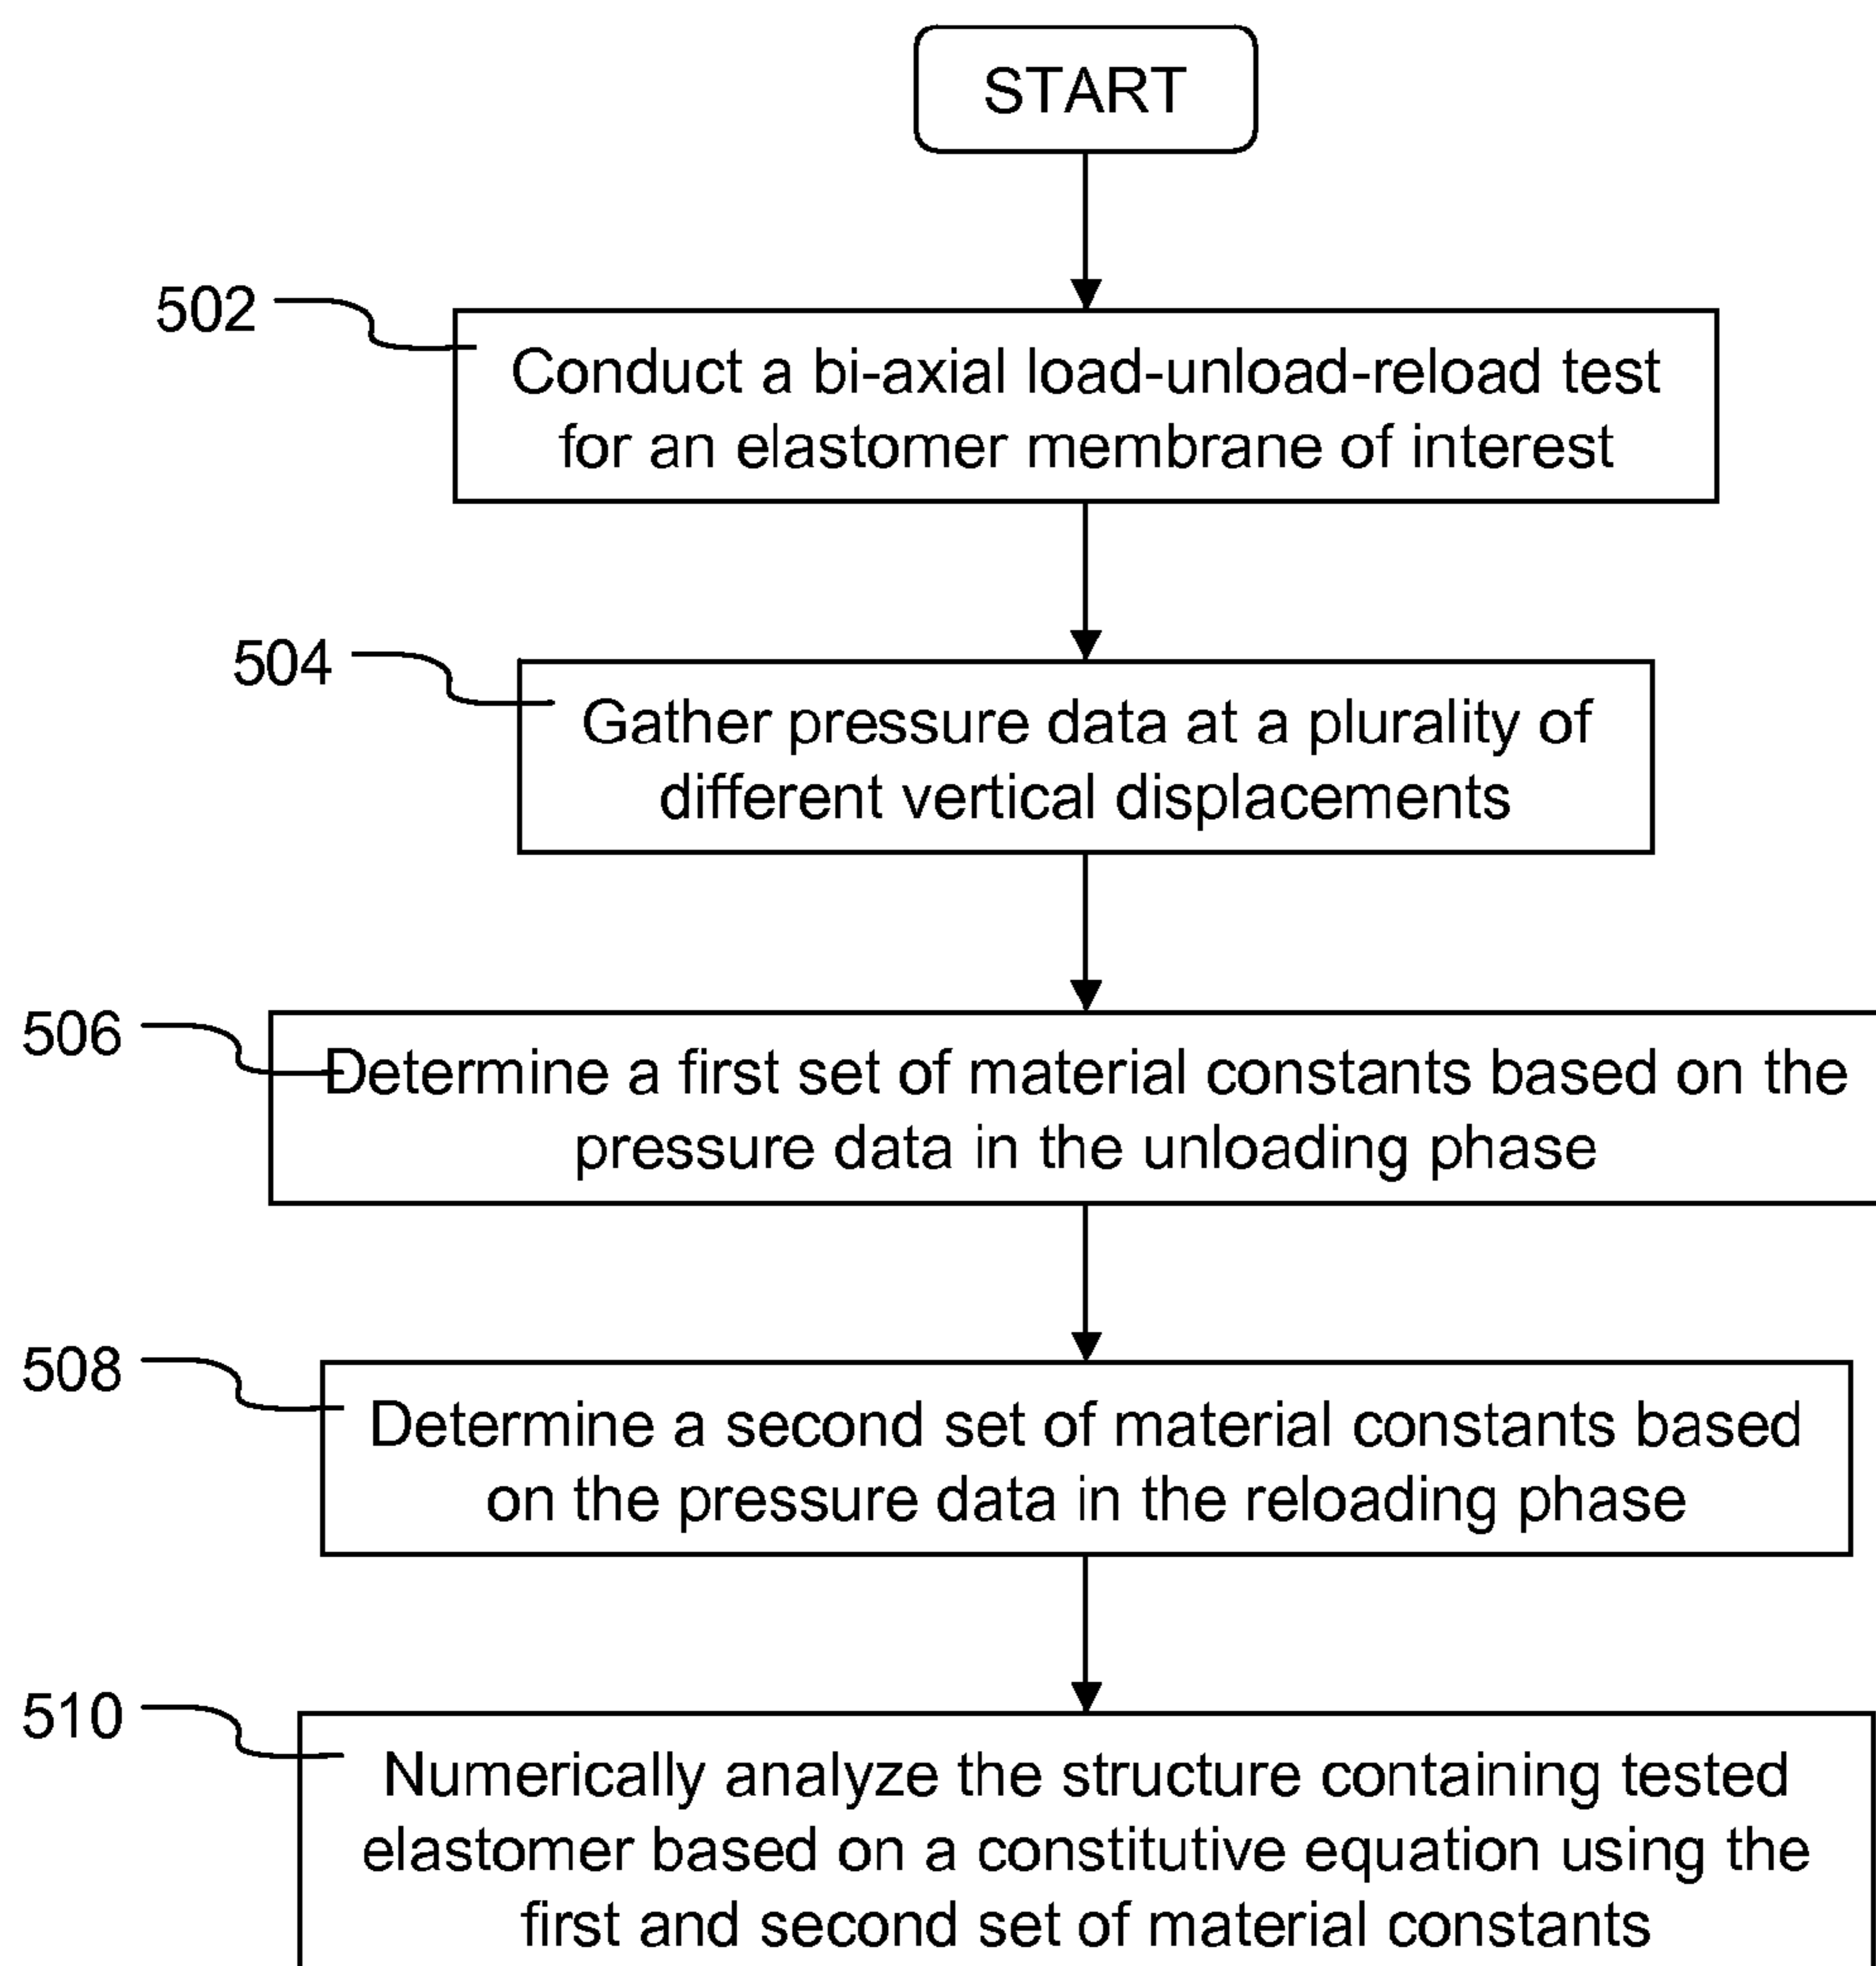 START
502
Conduct a bi-axial load-unload-reload test
for an elastomer membrane of interest
504
Gather pressure data at a plurality of
different vertical displacements
506
Determine a first set of material constants based on the
pressure data in the unloading phase
508
Determine a second set of material constants based
on the pressure data in the reloading phase
510
Numerically analyze the structure containing tested
elastomer based on a constitutive equation using the
first and second set of material constants